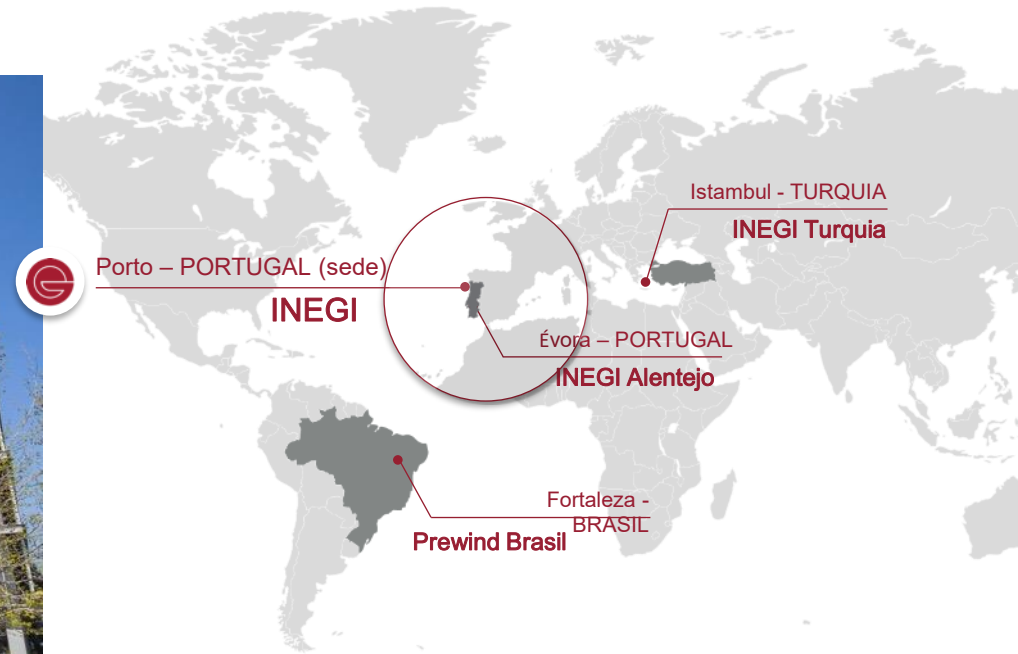 Istambul - TURQUIA
INEGI Turquia
Porto – PORTUGAL (sede)
INEGI
Évora – PORTUGAL
INEGI Alentejo
Fortaleza -
BRASIL
Prewind Brasil